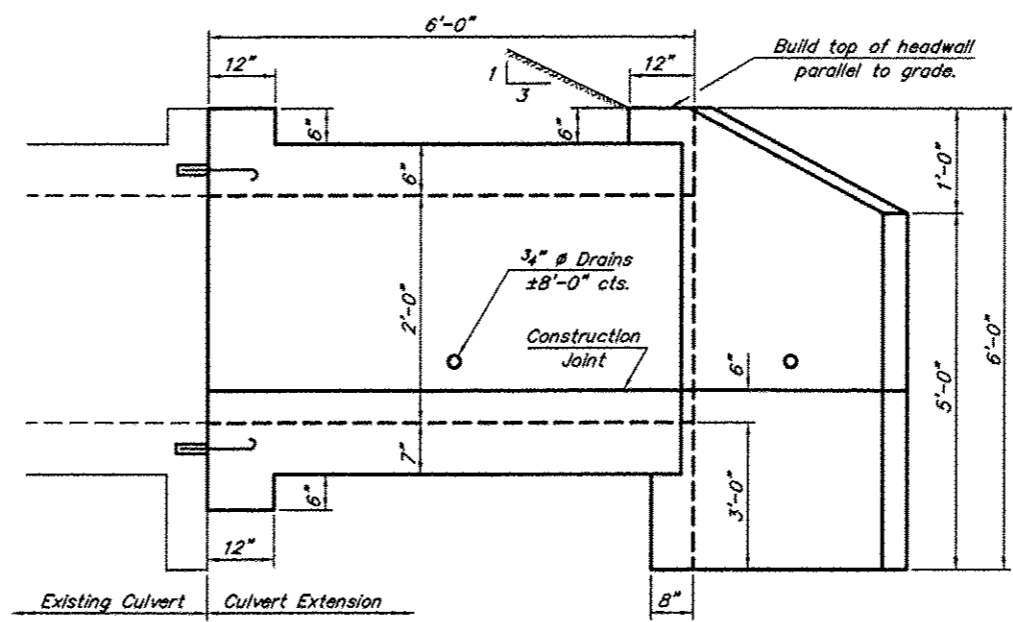 6'-0"
12"
1
3
12"
Build top of headwall
parallel to grade.
6"
6"
6"
1'-0"
3/4" ø Drains
±8'-0" cts.
2'-0"
Construction
Joint
6"
5'-0"
6'-0"
7"
6"
3'-0"
12"
8"
Existing Culvert
Culvert Extension